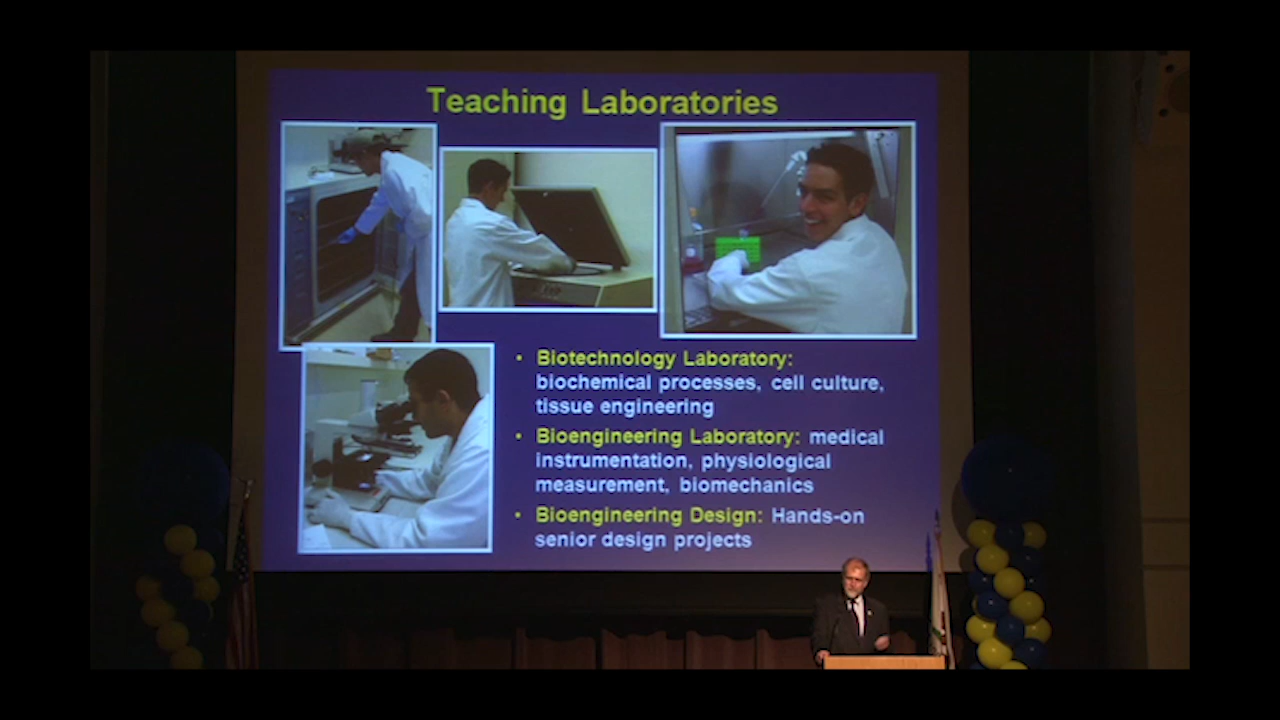 Teaching Laboratories
• Biotechnology Laboratory:
biochemical processes, cell culture,
tissue engineering
• Bioengineering Laboratory: medical
instrumentation, physiological
measurement, biomechanics
• Bioengineering Design: Hands-on
senior design projects